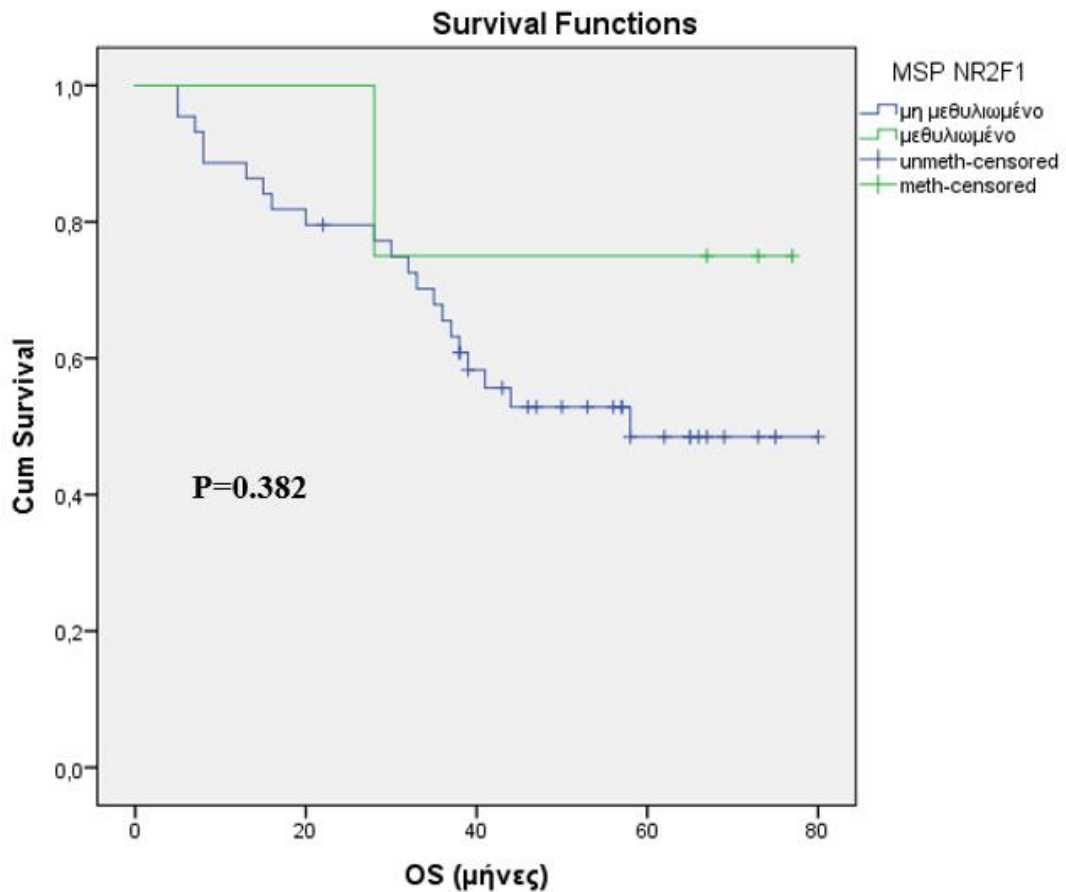 Survival Functions
MSP NR2F1
μη μεθυλιωμένο
μεθυλιωμένο
unmeth-censored
meth-censored
1,0
0,8
0,6
0,4
0,2
0,0
Cum Survival
P=0.382
0 20 40 60 80
OS (μήνες)